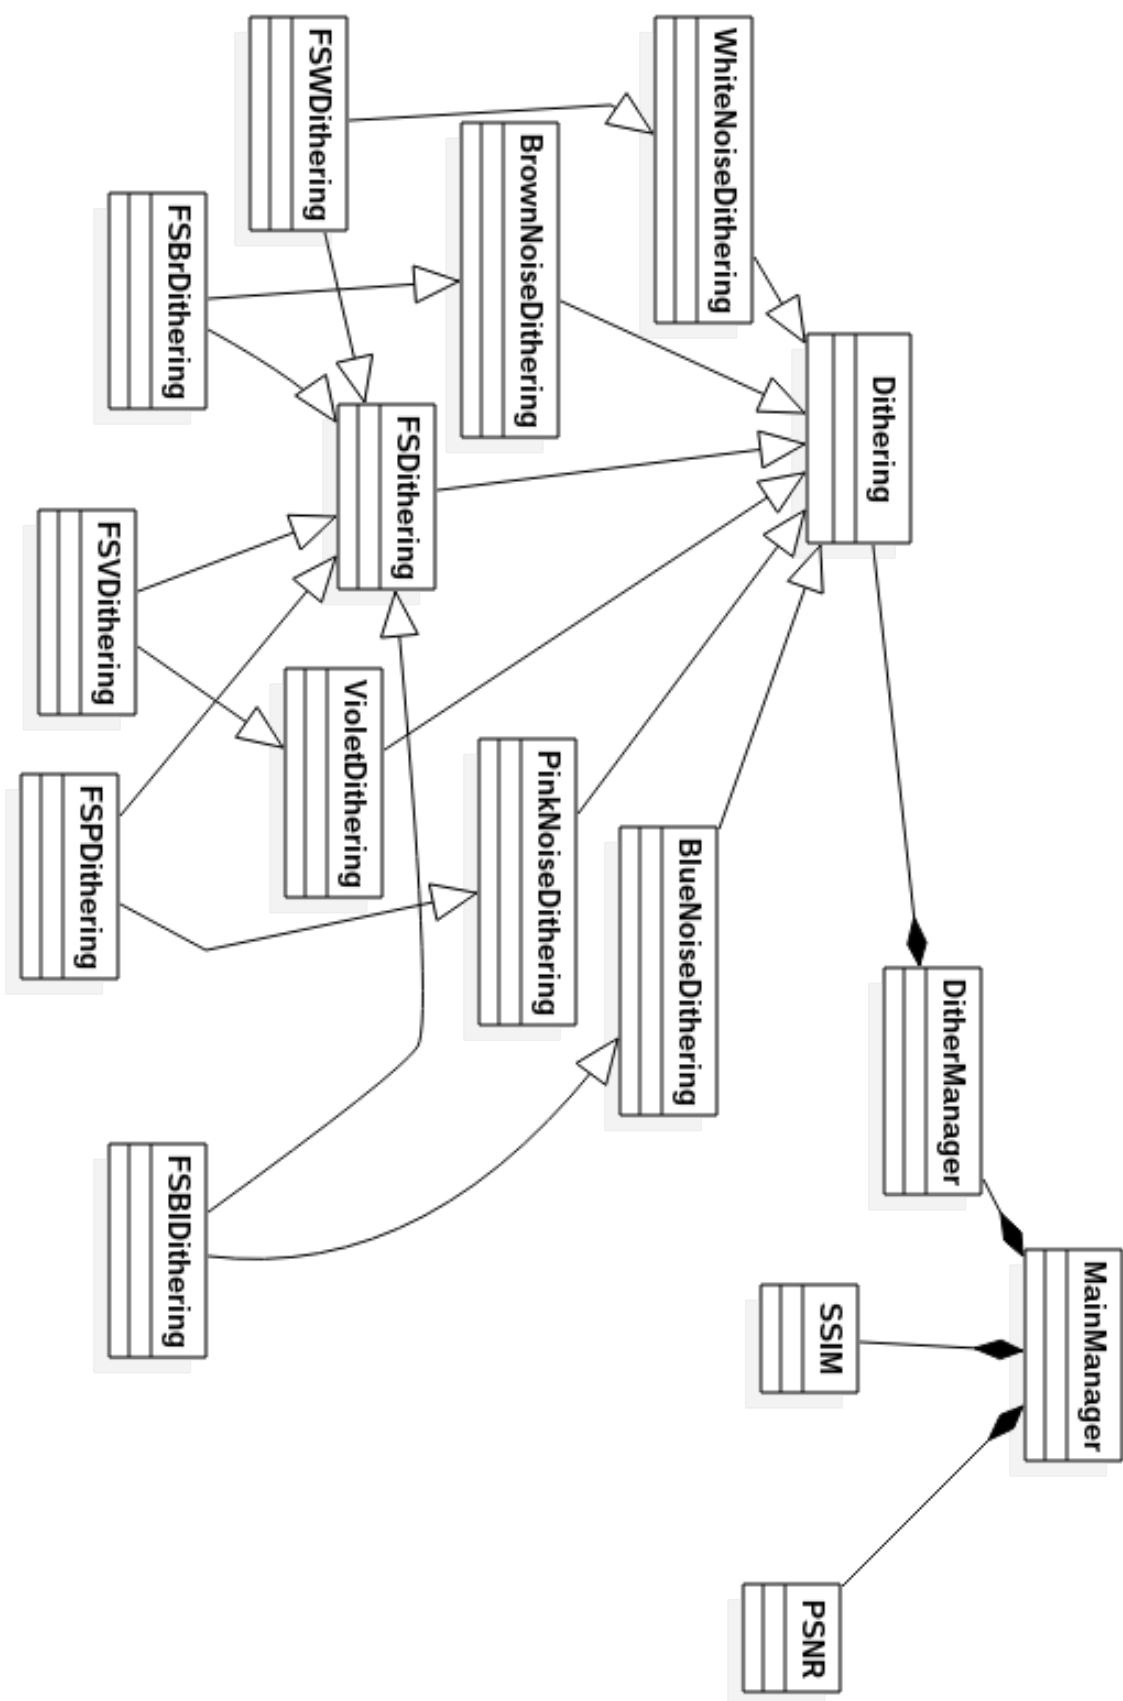 MainManager
DitherManager
SSIM
PSNR
Dithering
WhiteNoiseDithering
BrownNoiseDithering
BlueNoiseDithering
PinkNoiseDithering
FSDithering
VioletDithering
FSWDithering
FSBrDithering
FSBlDithering
FSVDithering
FSPDithering